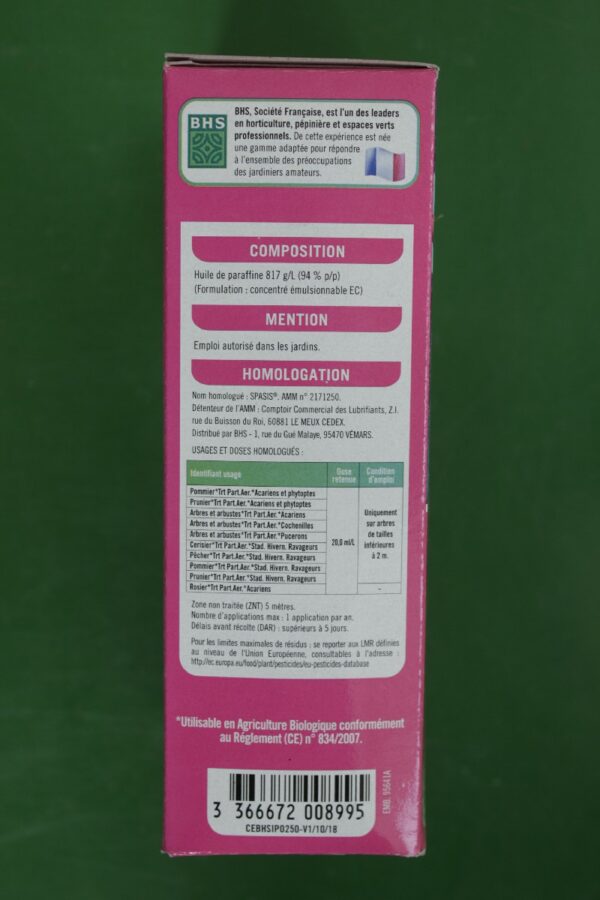 BHS
BHS, Société Française, est l'un des leaders
en horticulture, pépinière et espaces verts
professionnels. De cette expérience est née
une gamme adaptée pour répondre
à l'ensemble des préoccupations
des jardiniers amateurs.
COMPOSITION
Huile de paraffine 817 g/L (94 % p/p)
(Formulation : concentré émulsionnable EC)
MENTION
Emploi autorisé dans les jardins.
HOMOLOGATION
Nom homologué : SPASIS®. AMM n° 2171250.
Détenteur de l'AMM : Comptoir Commercial des Lubrifiants, Z.I.
rue du Buisson du Roi, 60881 LE MEUX CEDEX.
Distribué par BHS - 1, rue du Gué Malaye, 95470 VÉMARS.
USAGES ET DOSES HOMOLOGUÉS :
Identifiant usage
Dose
retenue
Condition
d'emploi
Pommier*Trt Part.Aer.*Acariens et phytoptes
Prunier*Trt Part.Aer.*Acariens et phytoptes
Arbres et arbustes*Trt Part.Aer.*Acariens
Arbres et arbustes*Trt Part.Aer.*Cochenilles
Arbres et arbustes*Trt Part.Aer.*Pucerons
Cerisier*Trt Part.Aer.*Stad. Hivern. Ravageurs
Pêcher*Trt Part.Aer.*Stad. Hivern. Ravageurs
Pommier*Trt Part.Aer.*Stad. Hivern. Ravageurs
Prunier*Trt Part.Aer.*Stad. Hivern. Ravageurs
Rosier*Trt Part.Aer.*Acariens
20,0 ml/L
Uniquement
sur arbres
de tailles
inférieures
à 2 m.
-
Zone non traitée (ZNT) 5 mètres.
Nombre d'applications max : 1 application par an.
Délais avant récolte (DAR) : supérieurs à 5 jours.
Pour les limites maximales de résidus : se reporter aux LMR définies
au niveau de l'Union Européenne, consultables à l'adresse :
http://ec.europa.eu/food/plant/pesticides/eu-pesticides-database
*Utilisable en Agriculture Biologique conformément
au Réglement (CE) n° 834/2007.
3 366672 008995
CEBHSIPO250-V1/10/18
EMB. 95641A